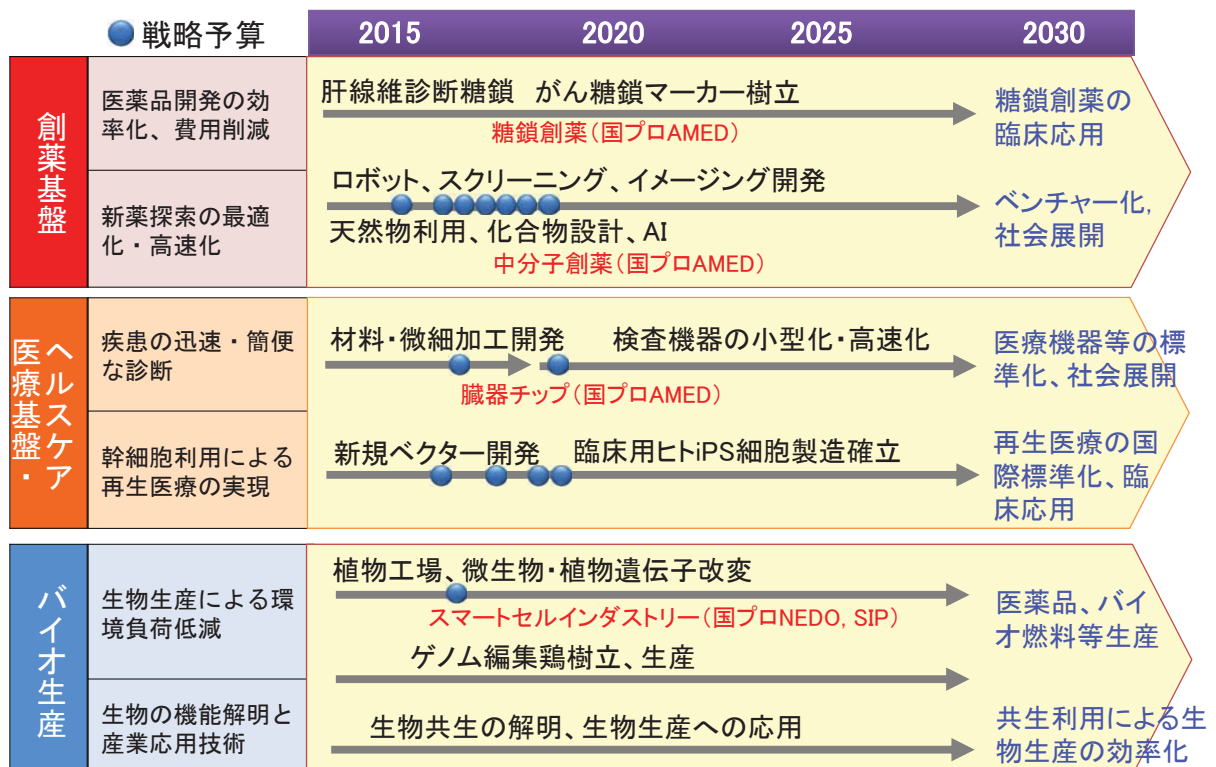 戦略予算
2015
2020
2025
2030
創薬基盤
医薬品開発の効
率化、費用削減
肝線維診断糖鎖 がん糖鎖マーカー樹立
糖鎖創薬(国プロAMED)
糖鎖創薬の
臨床応用
新薬探索の最適
化・高速化
ロボット、スクリーニング、イメージング開発
天然物利用、化合物設計、AI
中分子創薬(国プロAMED)
ベンチャー化,
社会展開
医療基盤・
ヘルスケア
疾患の迅速・簡便
な診断
材料・微細加工開発
検査機器の小型化・高速化
臓器チップ(国プロAMED)
医療機器等の標
準化、社会展開
幹細胞利用による
再生医療の実現
新規ベクター開発
臨床用ヒトiPS細胞製造確立
再生医療の国
際標準化、臨
床応用
バイオ生産
生物生産による環
境負荷低減
植物工場、微生物・植物遺伝子改変
スマートセルインダストリー(国プロNEDO, SIP)
ゲノム編集鶏樹立、生産
医薬品、バイ
オ燃料等生産
生物の機能解明と
産業応用技術
生物共生の解明、生物生産への応用
共生利用による生
物生産の効率化